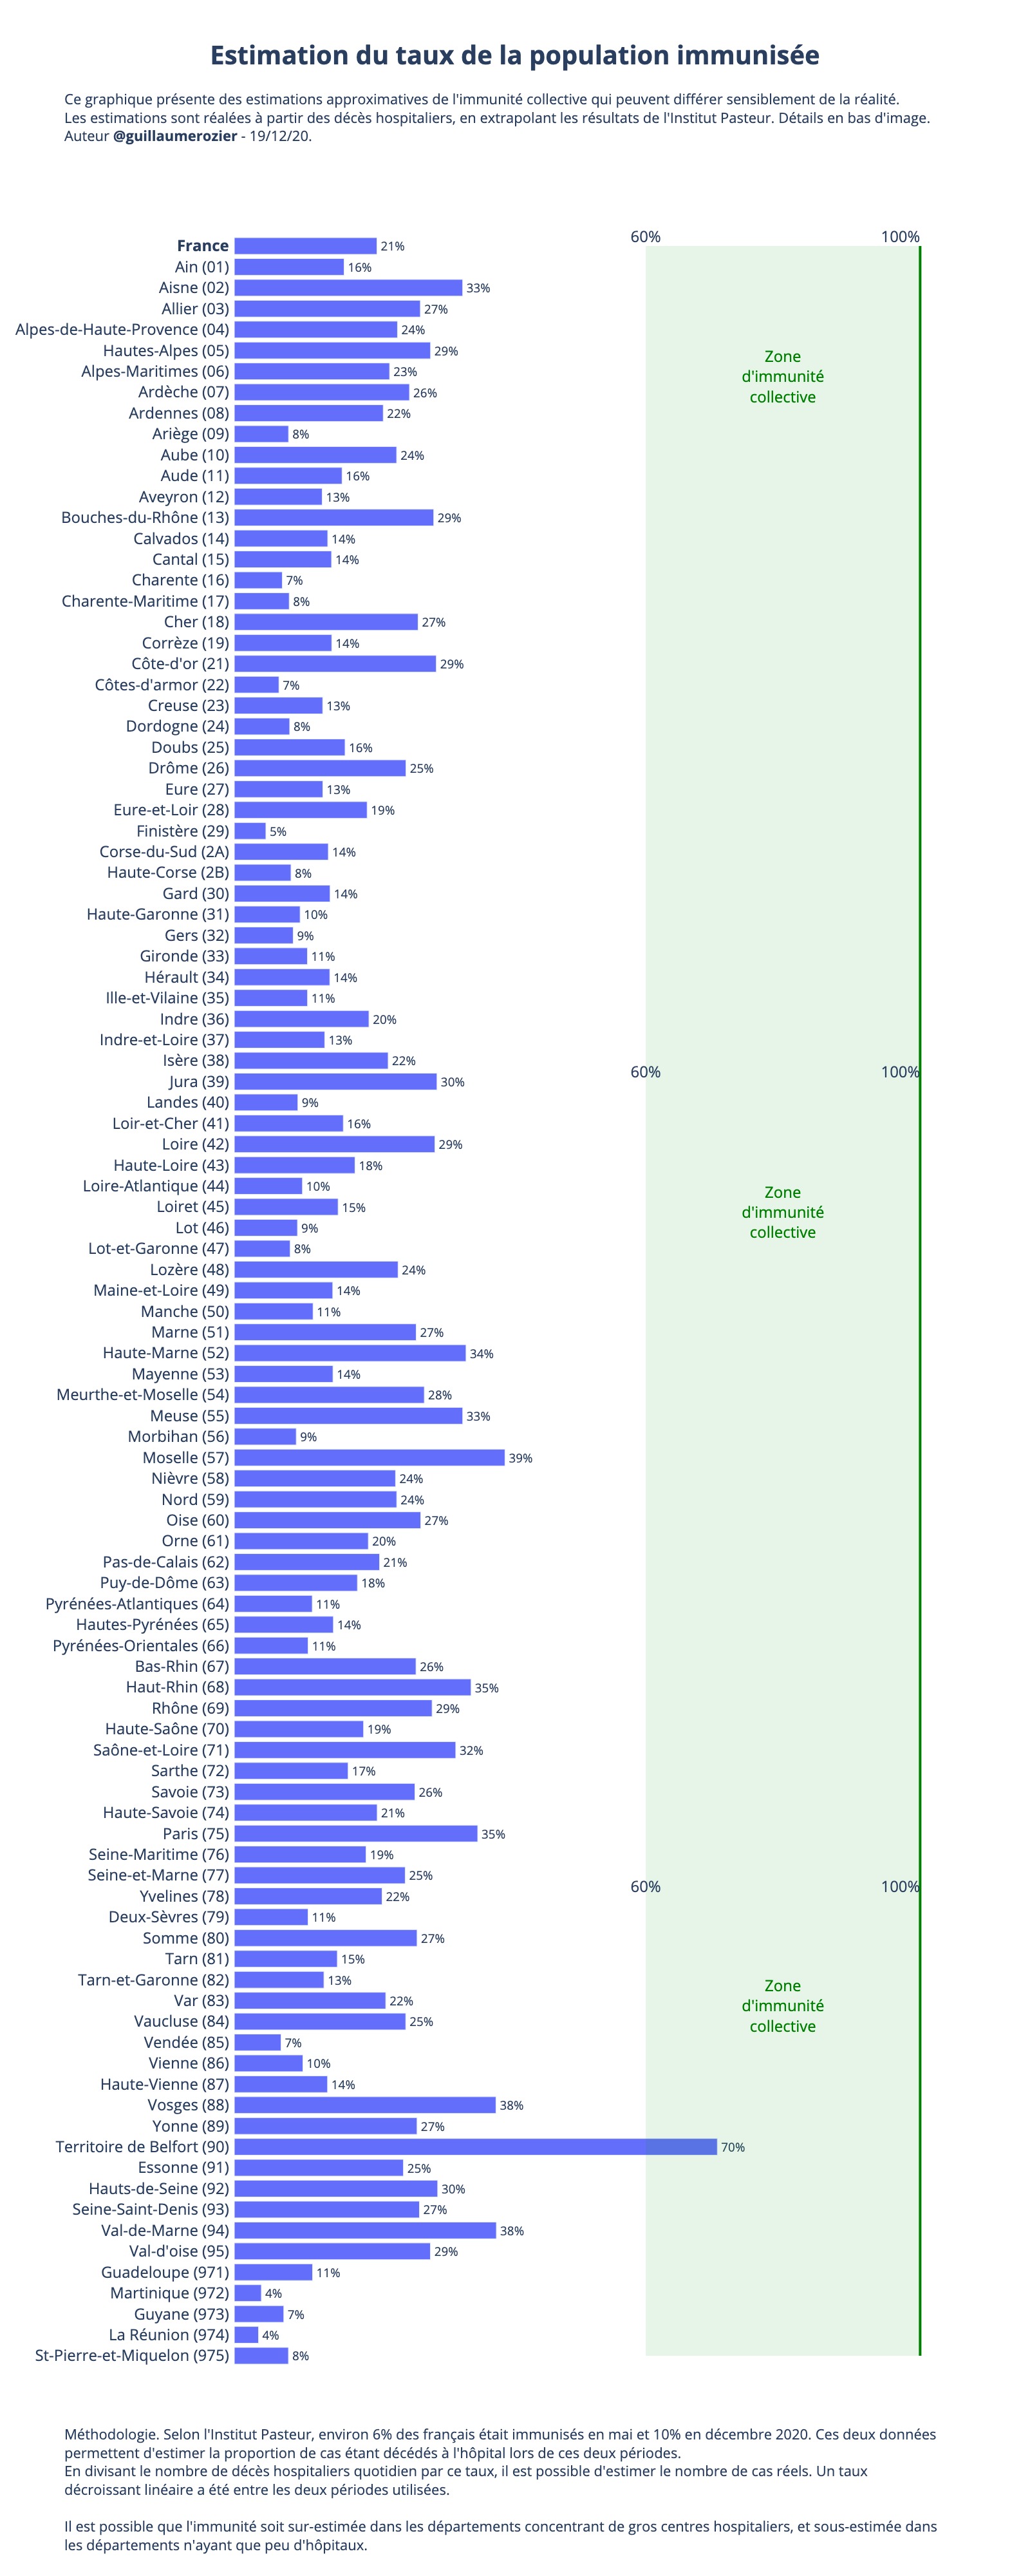 Estimation du taux de la population immunisée
Ce graphique présente des estimations approximatives de l'immunité collective qui peuvent différer sensiblement de la réalité.
Les estimations sont réalées à partir des décès hospitaliers, en extrapolant les résultats de l'Institut Pasteur. Détails en bas d'image.
Auteur @guillaumerozier - 19/12/20.
60% 100%
France 21%
Ain (01) 16%
Aisne (02) 33%
Allier (03) 27%
Alpes-de-Haute-Provence (04) 24%
Hautes-Alpes (05) 29%
Zone
d'immunité
collective
Alpes-Maritimes (06) 23%
Ardèche (07) 26%
Ardennes (08) 22%
Ariège (09) 8%
Aube (10) 24%
Aude (11) 16%
Aveyron (12) 13%
Bouches-du-Rhône (13) 29%
Calvados (14) 14%
Cantal (15) 14%
Charente (16) 7%
Charente-Maritime (17) 8%
Cher (18) 27%
Corrèze (19) 14%
Côte-d'or (21) 29%
Côtes-d'armor (22) 7%
Creuse (23) 13%
Dordogne (24) 8%
Doubs (25) 16%
Drôme (26) 25%
Eure (27) 13%
Eure-et-Loir (28) 19%
Finistère (29) 5%
Corse-du-Sud (2A) 14%
Haute-Corse (2B) 8%
Gard (30) 14%
Haute-Garonne (31) 10%
Gers (32) 9%
Gironde (33) 11%
Hérault (34) 14%
Ille-et-Vilaine (35) 11%
Indre (36) 20%
Indre-et-Loire (37) 13%
Isère (38) 22%
60% 100%
Jura (39) 30%
Landes (40) 9%
Loir-et-Cher (41) 16%
Loire (42) 29%
Haute-Loire (43) 18%
Loire-Atlantique (44) 10%
Zone
d'immunité
collective
Loiret (45) 15%
Lot (46) 9%
Lot-et-Garonne (47) 8%
Lozère (48) 24%
Maine-et-Loire (49) 14%
Manche (50) 11%
Marne (51) 27%
Haute-Marne (52) 34%
Mayenne (53) 14%
Meurthe-et-Moselle (54) 28%
Meuse (55) 33%
Morbihan (56) 9%
Moselle (57) 39%
Nièvre (58) 24%
Nord (59) 24%
Oise (60) 27%
Orne (61) 20%
Pas-de-Calais (62) 21%
Puy-de-Dôme (63) 18%
Pyrénées-Atlantiques (64) 11%
Hautes-Pyrénées (65) 14%
Pyrénées-Orientales (66) 11%
Bas-Rhin (67) 26%
Haut-Rhin (68) 35%
Rhône (69) 29%
Haute-Saône (70) 19%
Saône-et-Loire (71) 32%
Sarthe (72) 17%
Savoie (73) 26%
Haute-Savoie (74) 21%
Paris (75) 35%
Seine-Maritime (76) 19%
Seine-et-Marne (77) 25%
60% 100%
Yvelines (78) 22%
Deux-Sèvres (79) 11%
Somme (80) 27%
Tarn (81) 15%
Tarn-et-Garonne (82) 13%
Zone
d'immunité
collective
Var (83) 22%
Vaucluse (84) 25%
Vendée (85) 7%
Vienne (86) 10%
Haute-Vienne (87) 14%
Vosges (88) 38%
Yonne (89) 27%
Territoire de Belfort (90) 70%
Essonne (91) 25%
Hauts-de-Seine (92) 30%
Seine-Saint-Denis (93) 27%
Val-de-Marne (94) 38%
Val-d'oise (95) 29%
Guadeloupe (971) 11%
Martinique (972) 4%
Guyane (973) 7%
La Réunion (974) 4%
St-Pierre-et-Miquelon (975) 8%
Méthodologie. Selon l'Institut Pasteur, environ 6% des français était immunisés en mai et 10% en décembre 2020. Ces deux données
permettent d'estimer la proportion de cas étant décédés à l'hôpital lors de ces deux périodes.
En divisant le nombre de décès hospitaliers quotidien par ce taux, il est possible d'estimer le nombre de cas réels. Un taux
décroissant linéaire a été entre les deux périodes utilisées.
Il est possible que l'immunité soit sur-estimée dans les départements concentrant de gros centres hospitaliers, et sous-estimée dans
les départements n'ayant que peu d'hôpitaux.